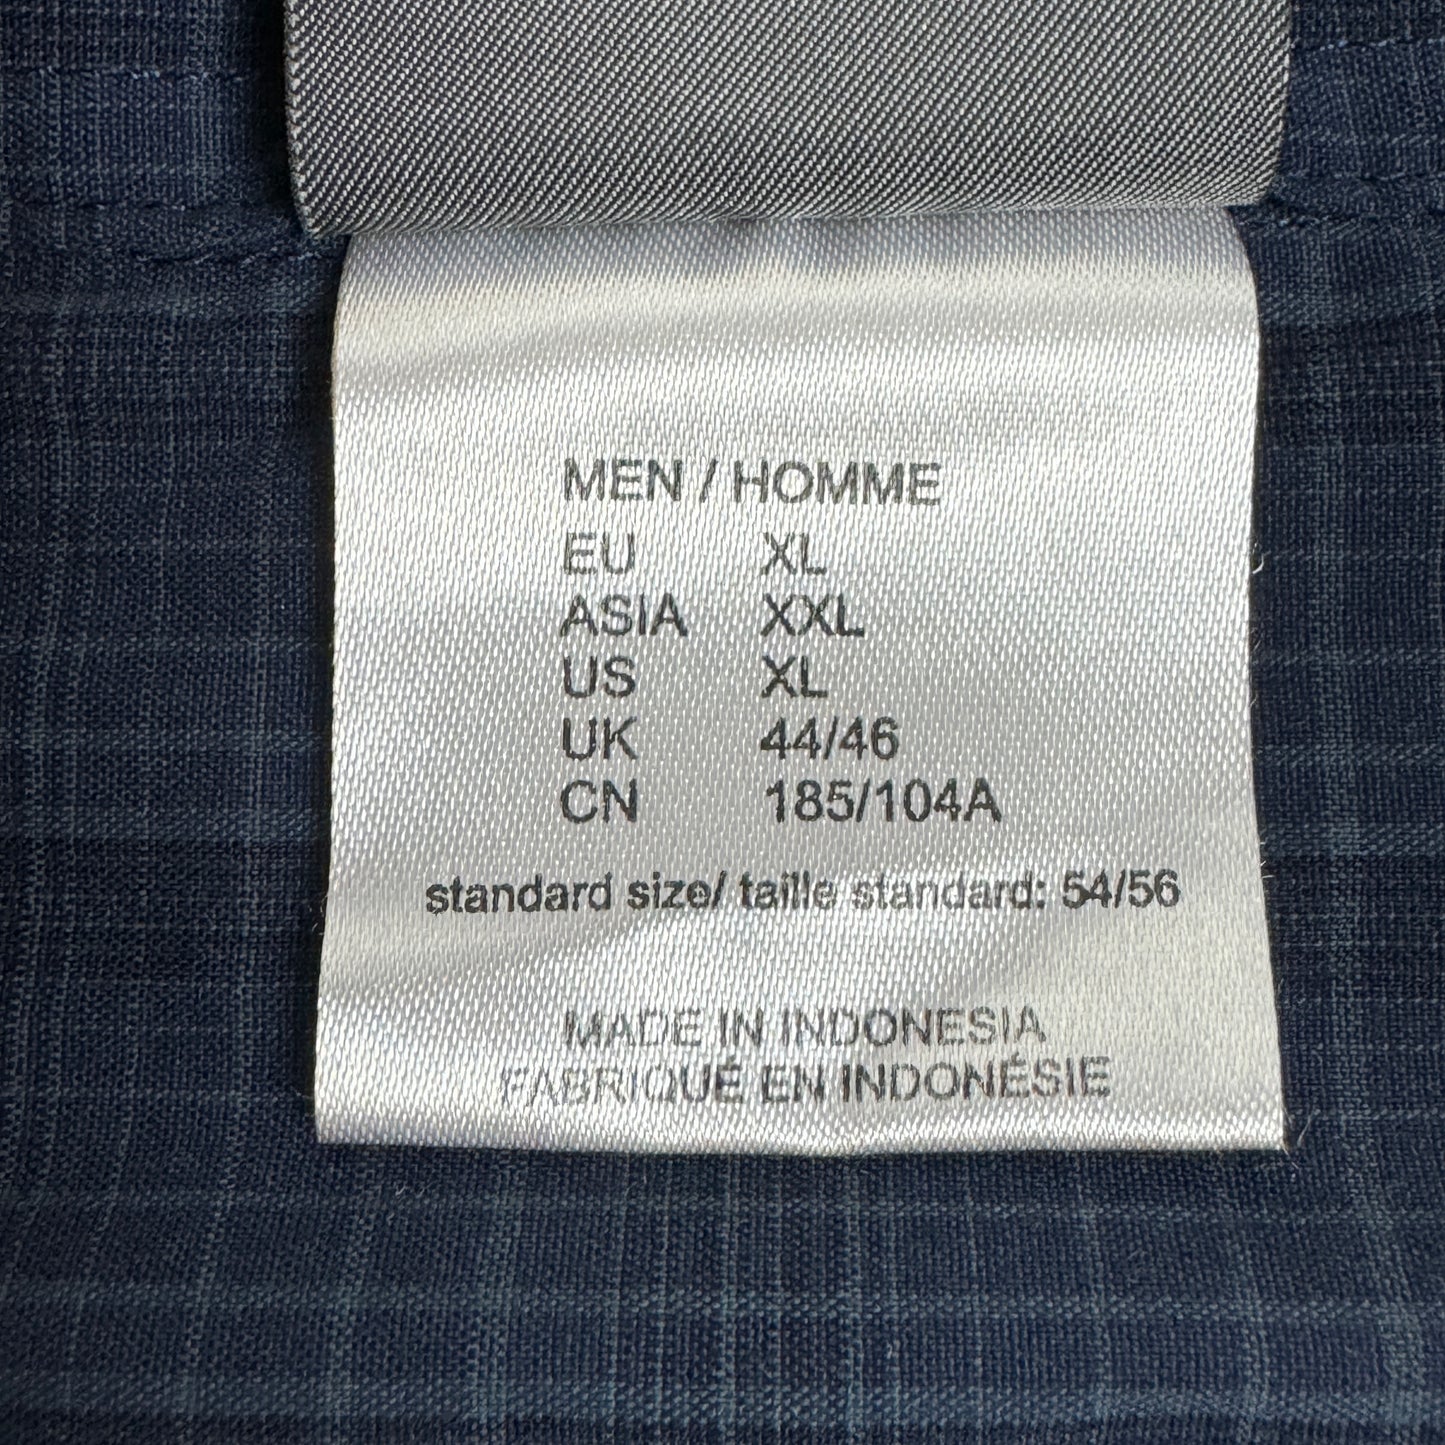 MEN / HOMME
EU XL
ASIA XXL
US XL
UK 44/46
CN 185/104A
standard size/ taille standard: 54/56
MADE IN INDONESIA
FABRIQUÉ EN INDONÉSIE